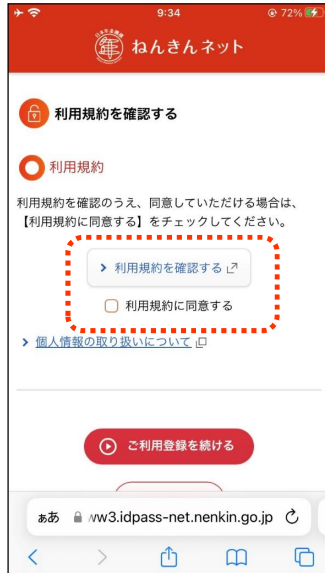 9:34
72%
ねんきんネット
利用規約を確認する
利用規約
利用規約を確認のうえ、同意していただける場合は、
【利用規約に同意する】をチェックしてください。
利用規約を確認する
利用規約に同意する
個人情報の取り扱いについて
ご利用登録を続ける
ああ
w3.idpass-net.nenkin.go.jp